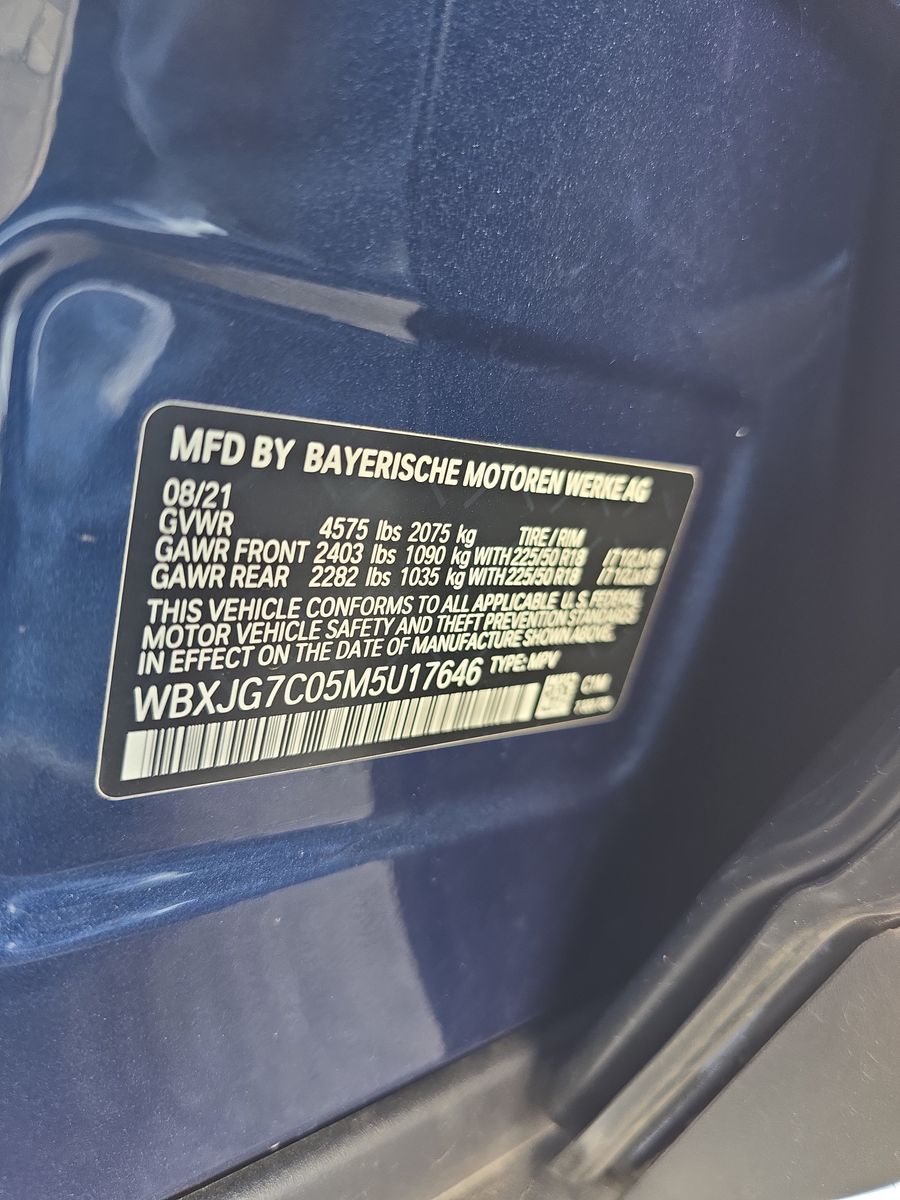 MFD BY BAYERISCHE MOTOREN WERKE AG
08/21
GVWR 4575 lbs 2075 kg TIRE / RIM
GAWR FRONT 2403 lbs 1090 kg WITH 225/50 R18
GAWR REAR 2282 lbs 1035 kg WITH 225/50 R18
THIS VEHICLE CONFORMS TO ALL APPLICABLE U.S. FEDERAL
MOTOR VEHICLE SAFETY AND THEFT PREVENTION STANDARDS
IN EFFECT ON THE DATE OF MANUFACTURE SHOWN ABOVE.
WBXJG7C05M5U17646 TYPE: MPV